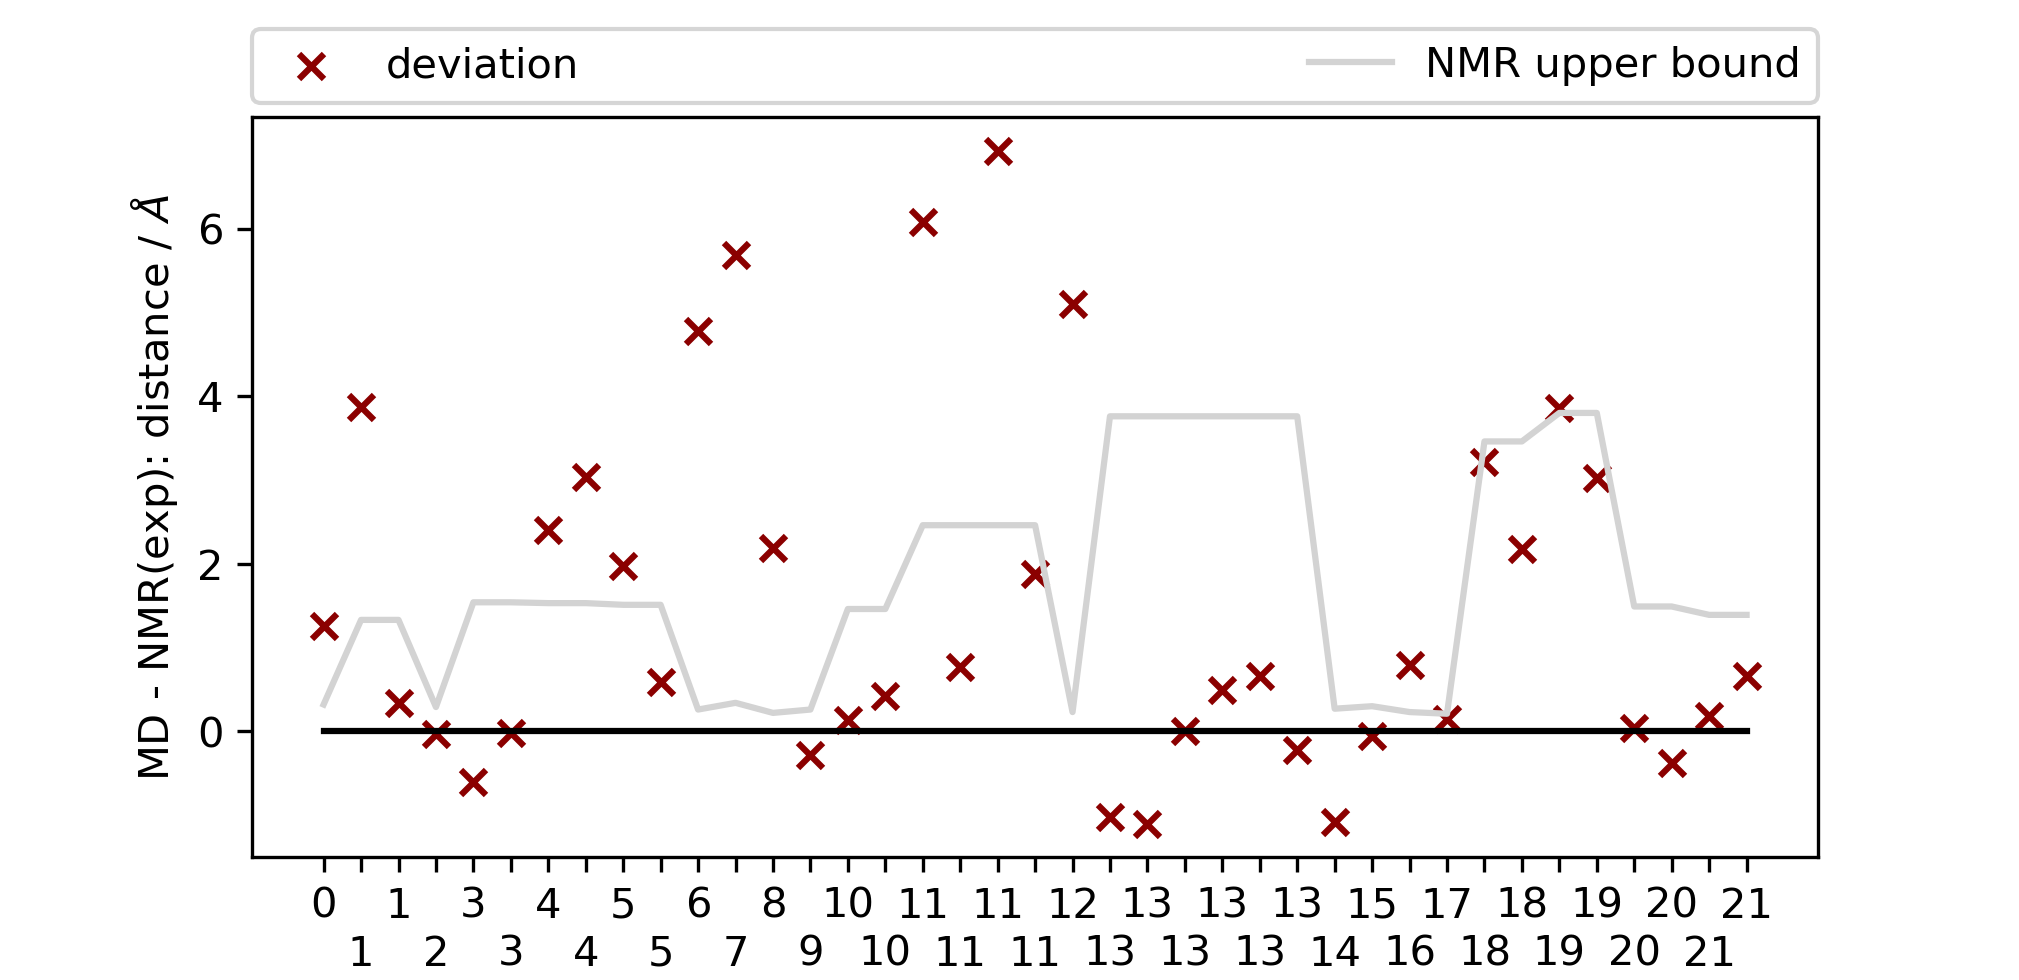 deviation NMR upper bound
MD - NMR(exp): distance / Å
6
4
2
0
0 1 3 4 5 6 8 10 11 11 12 13 13 13 15 17 18 19 20 21
1 2 3 4 5 7 9 10 11 11 13 13 13 14 16 18 19 20 21